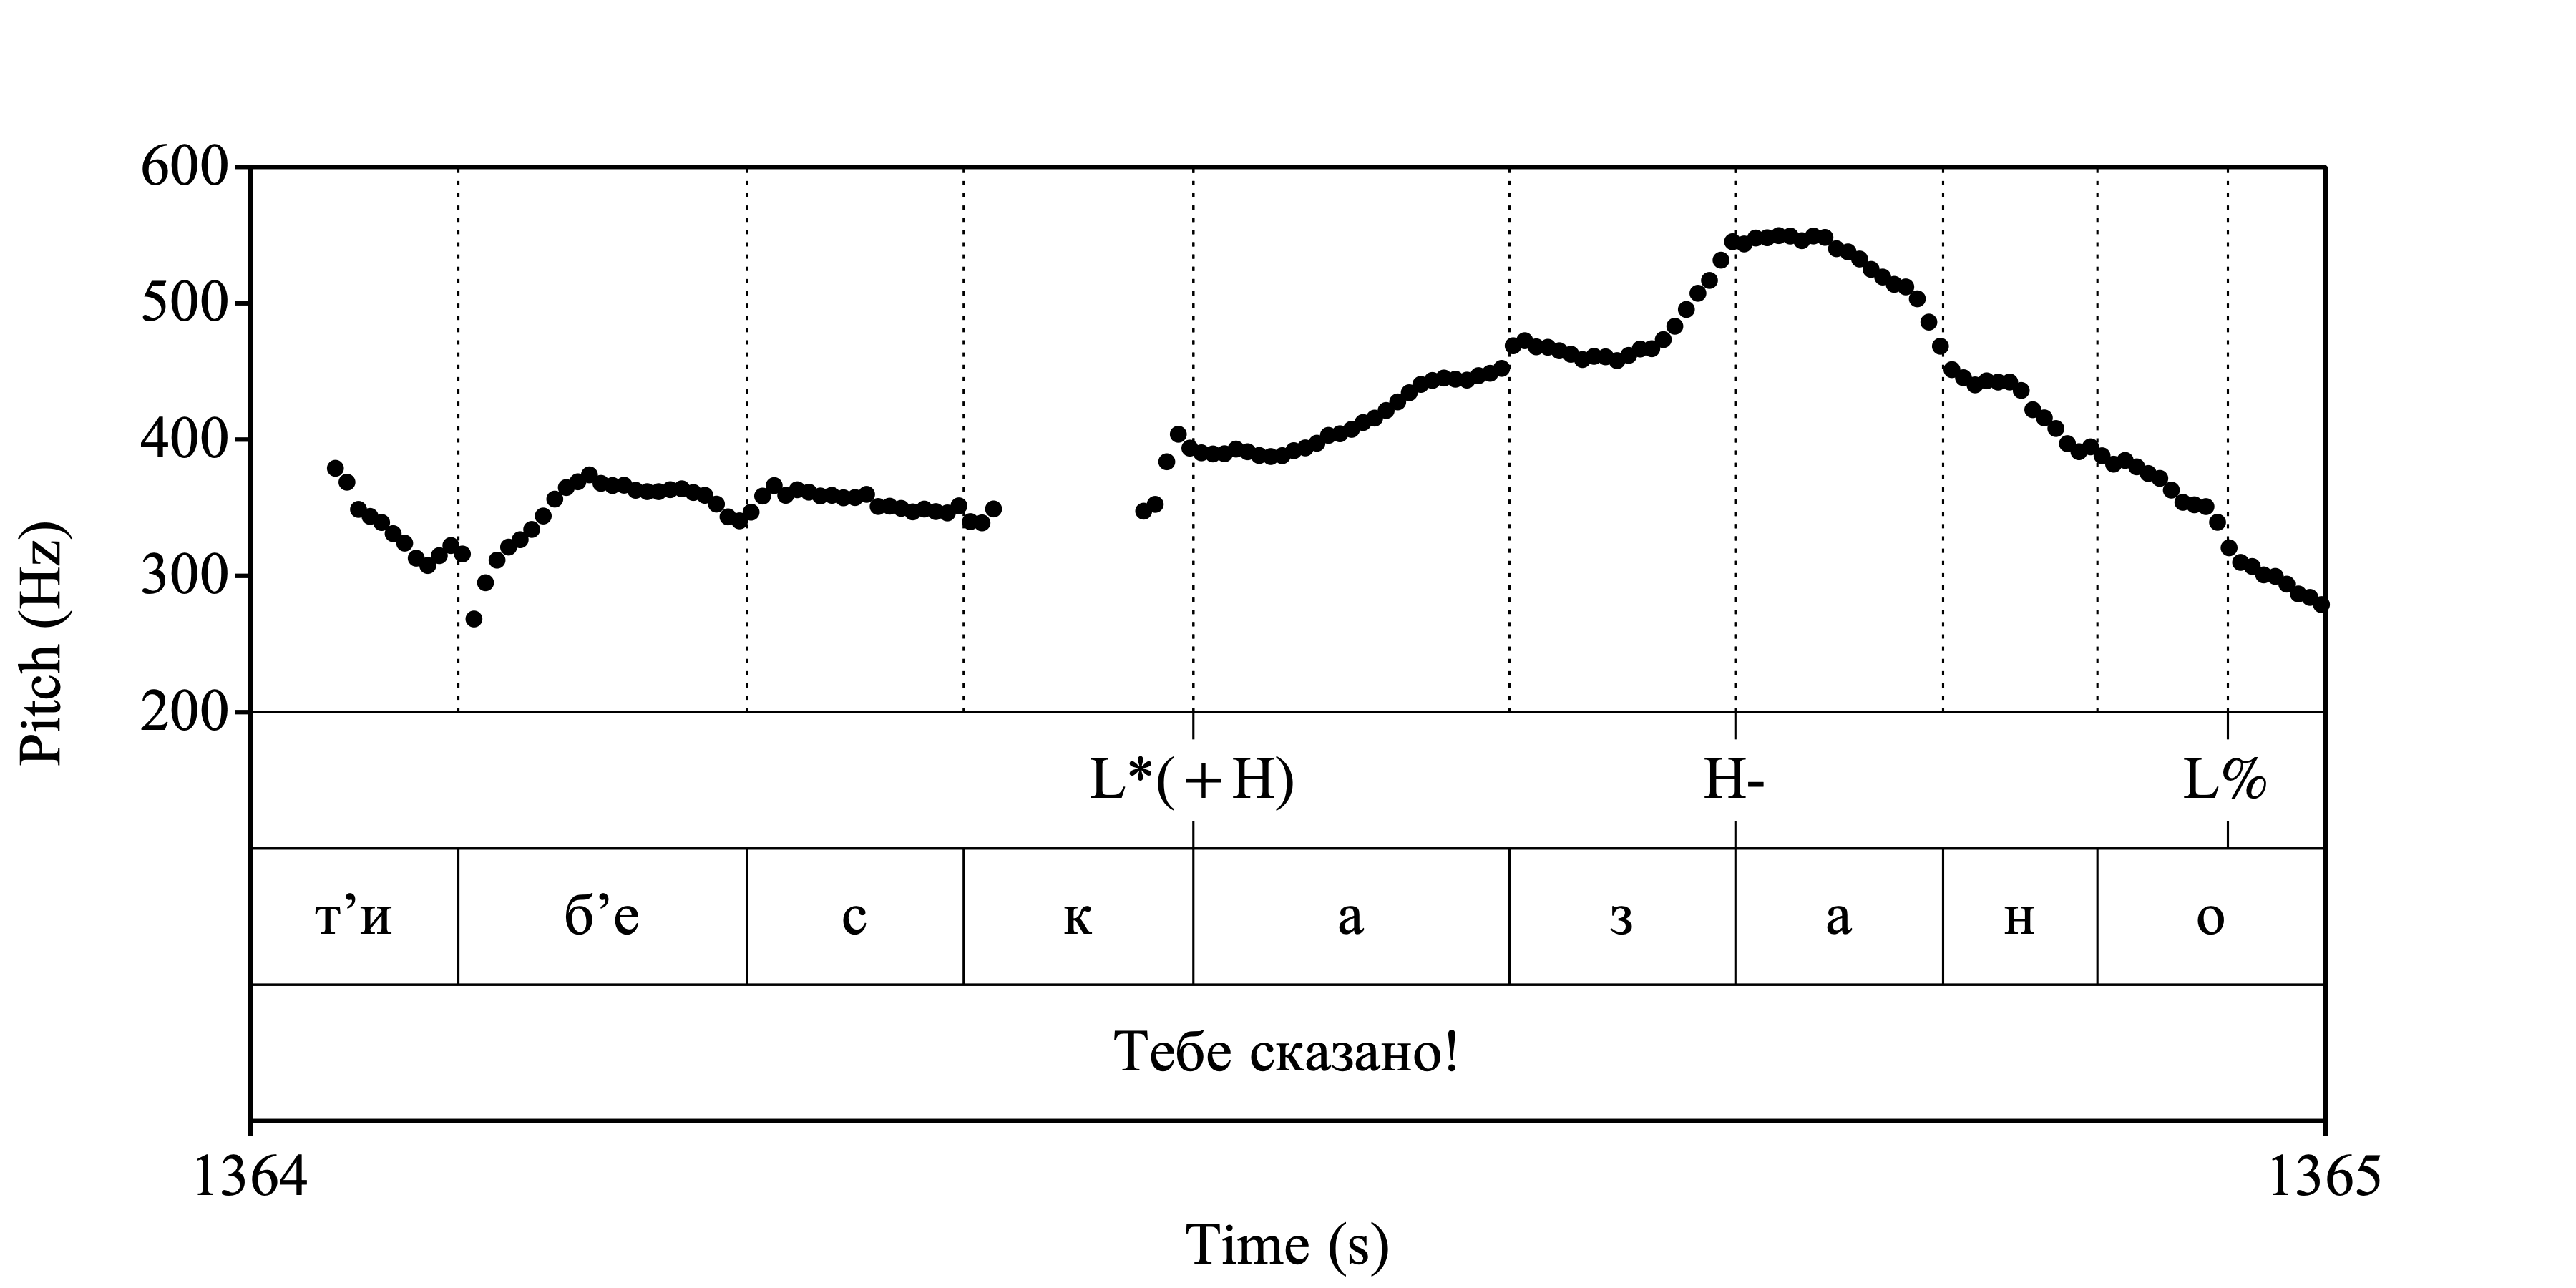 600
500
400
300
200
Pitch (Hz)
L*(+H) H- L%
т’и б’е с к а з а н о
Тебе сказано!
1364 1365
Time (s)